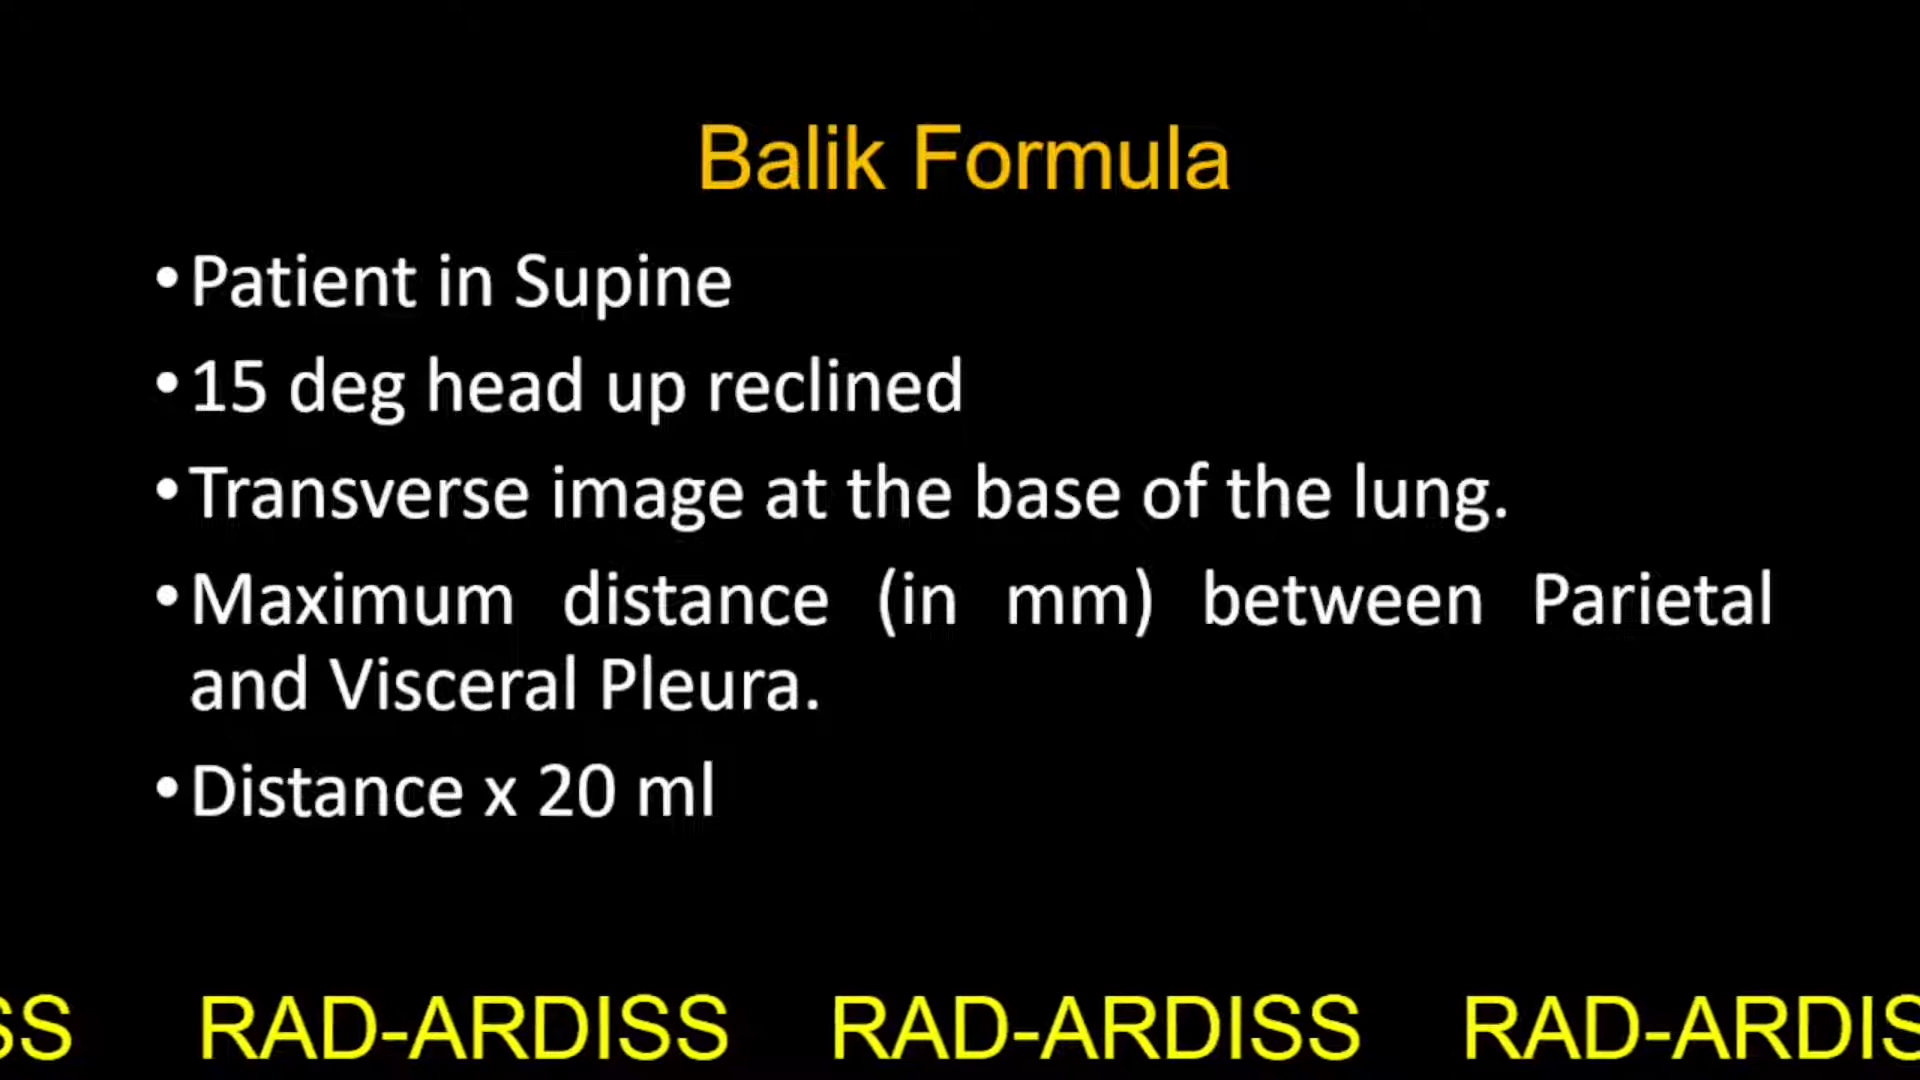 Balik Formula
•Patient in Supine
•15 deg head up reclined
•Transverse image at the base of the lung.
•Maximum distance (in mm) between Parietal
and Visceral Pleura.
•Distance x 20 ml
SS RAD-ARDISS RAD-ARDISS RAD-ARDIS